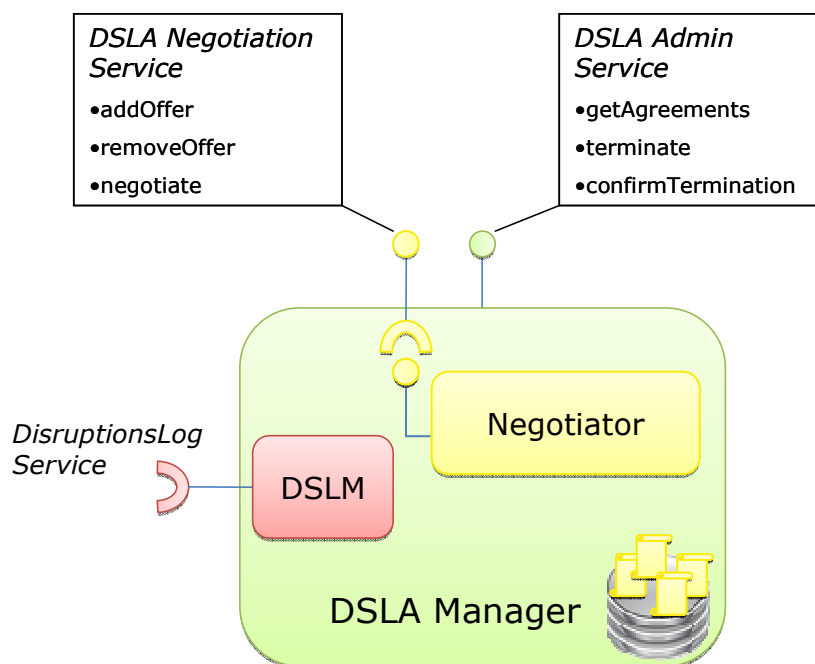 DSLA Negotiation
Service
•addOffer
•removeOffer
•negotiate
DSLA Admin
Service
•getAgreements
•terminate
•confirmTermination
Negotiator
DisruptionsLog
Service
DSLM
DSLA Manager